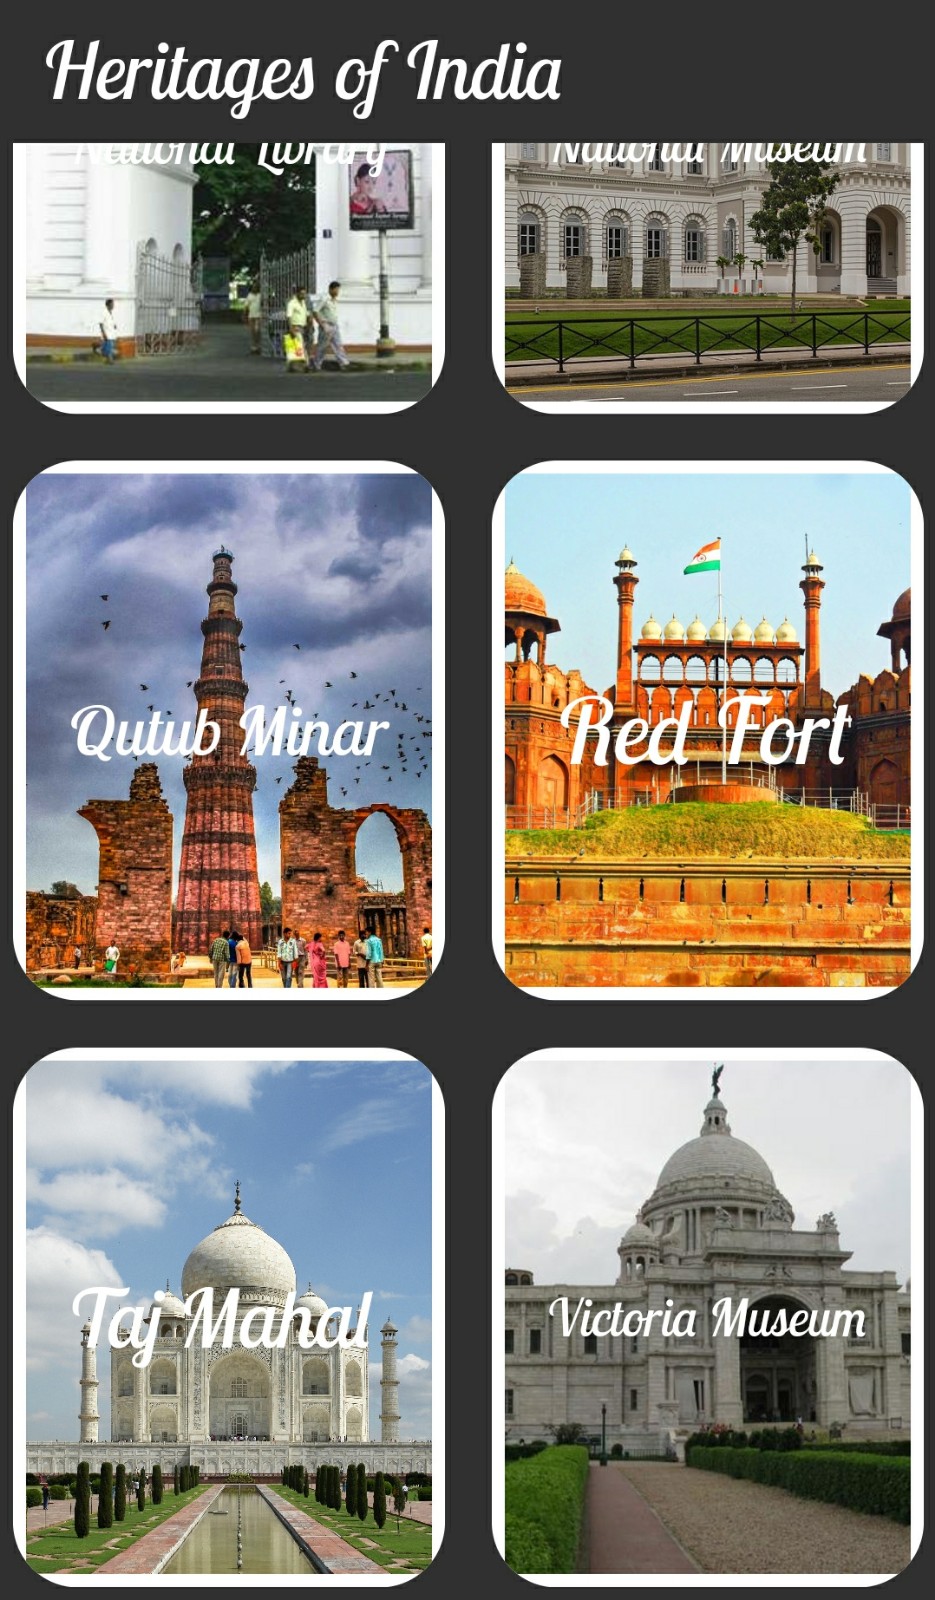 Heritages of India
National Library
National Museum
Qutub Minar
Red Fort
Taj Mahal
Victoria Museum